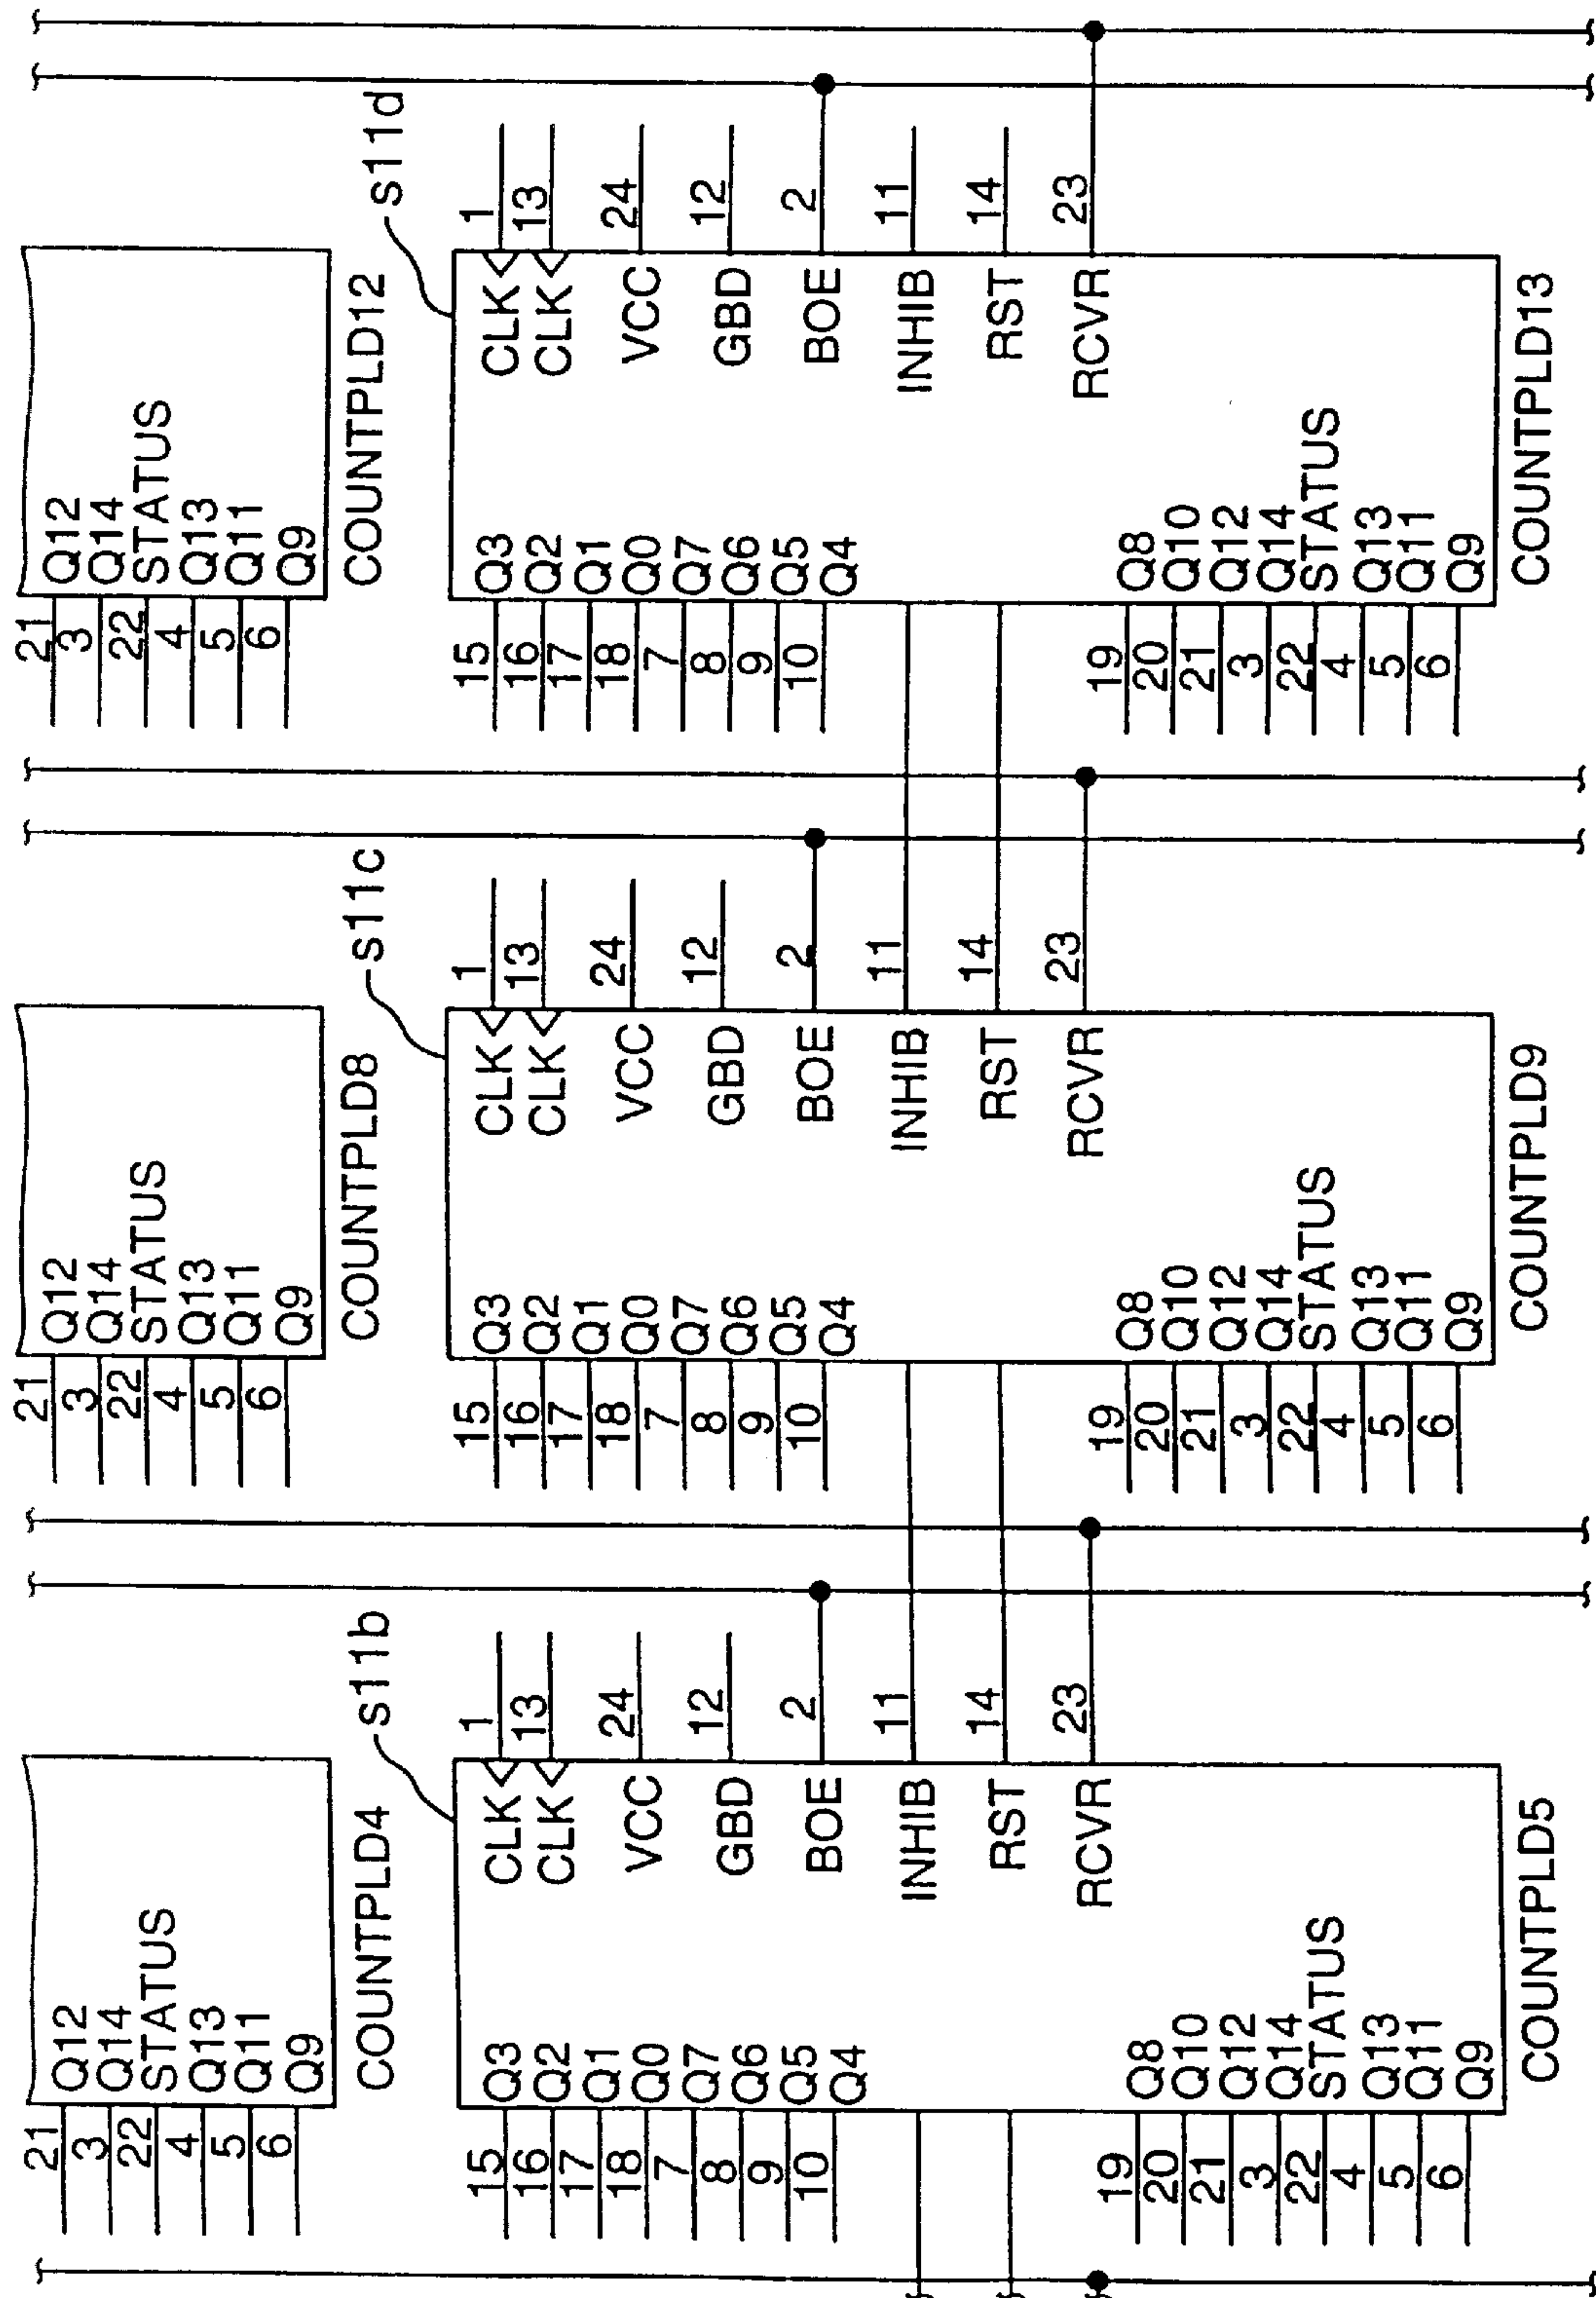 21 Q12
3 Q14
22 STATUS
4 Q13
5 Q11
6 Q9
COUNTPLD4
21 Q12
3 Q14
22 STATUS
4 Q13
5 Q11
6 Q9
COUNTPLD8
21 Q12
3 Q14
22 STATUS
4 Q13
5 Q11
6 Q9
COUNTPLD12
s11b
15 Q3 CLK 1
16 Q2 CLK 13
17 Q1
18 Q0 VCC 24
7 Q7
8 Q6 GBD 12
9 Q5
10 Q4 BOE 2
INHIB 11
RST 14
RCVR 23
19 Q8
20 Q10
21 Q12
3 Q14
22 STATUS
4 Q13
5 Q11
6 Q9
COUNTPLD5
s11c
15 Q3 CLK 1
16 Q2 CLK 13
17 Q1
18 Q0 VCC 24
7 Q7
8 Q6 GBD 12
9 Q5
10 Q4 BOE 2
INHIB 11
RST 14
RCVR 23
19 Q8
20 Q10
21 Q12
3 Q14
22 STATUS
4 Q13
5 Q11
6 Q9
COUNTPLD9
s11d
15 Q3 CLK 1
16 Q2 CLK 13
17 Q1
18 Q0 VCC 24
7 Q7
8 Q6 GBD 12
9 Q5
10 Q4 BOE 2
INHIB 11
RST 14
RCVR 23
19 Q8
20 Q10
21 Q12
3 Q14
22 STATUS
4 Q13
5 Q11
6 Q9
COUNTPLD13